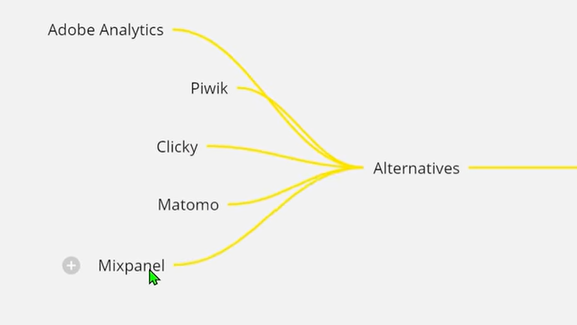 Adobe Analytics
Piwik
Clicky
Alternatives
Matomo
Mixpanel